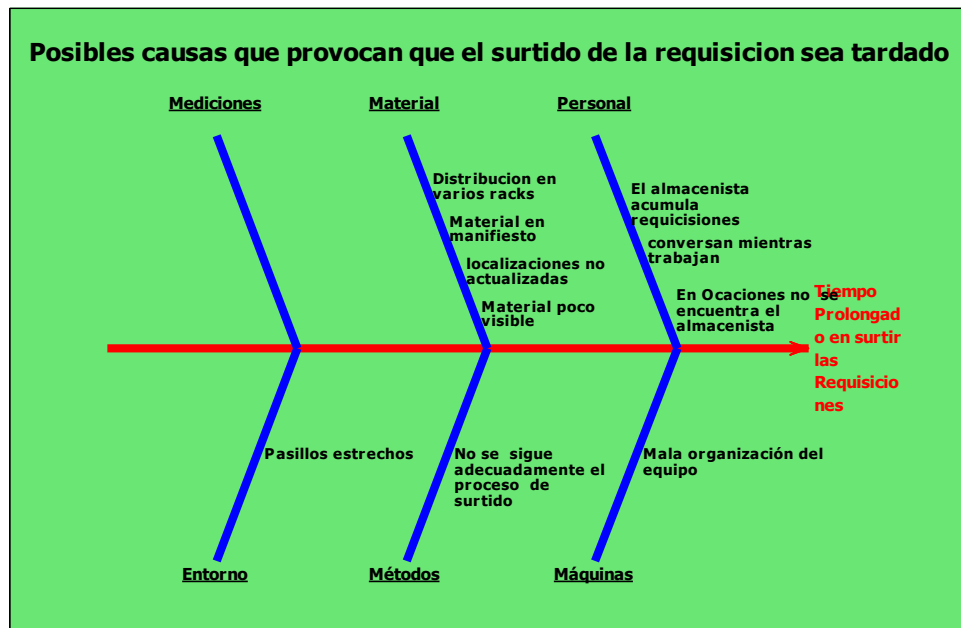 Posibles causas que provocan que el surtido de la requisicion sea tardado
Mediciones
Material
Personal
Distribucion en
varios racks
Material en
manifiesto
localizaciones no
actualizadas
Material poco
visible
El almacenista
acumula
requicisiones
conversan mientras
trabajan
En Ocaciones no se
encuentra el
almacenista
Tiempo
Prolongad
o en surtir
las
Requisicio
nes
Pasillos estrechos
No se sigue
adecuadamente el
proceso de
surtido
Mala organización del
equipo
Entorno
Métodos
Máquinas